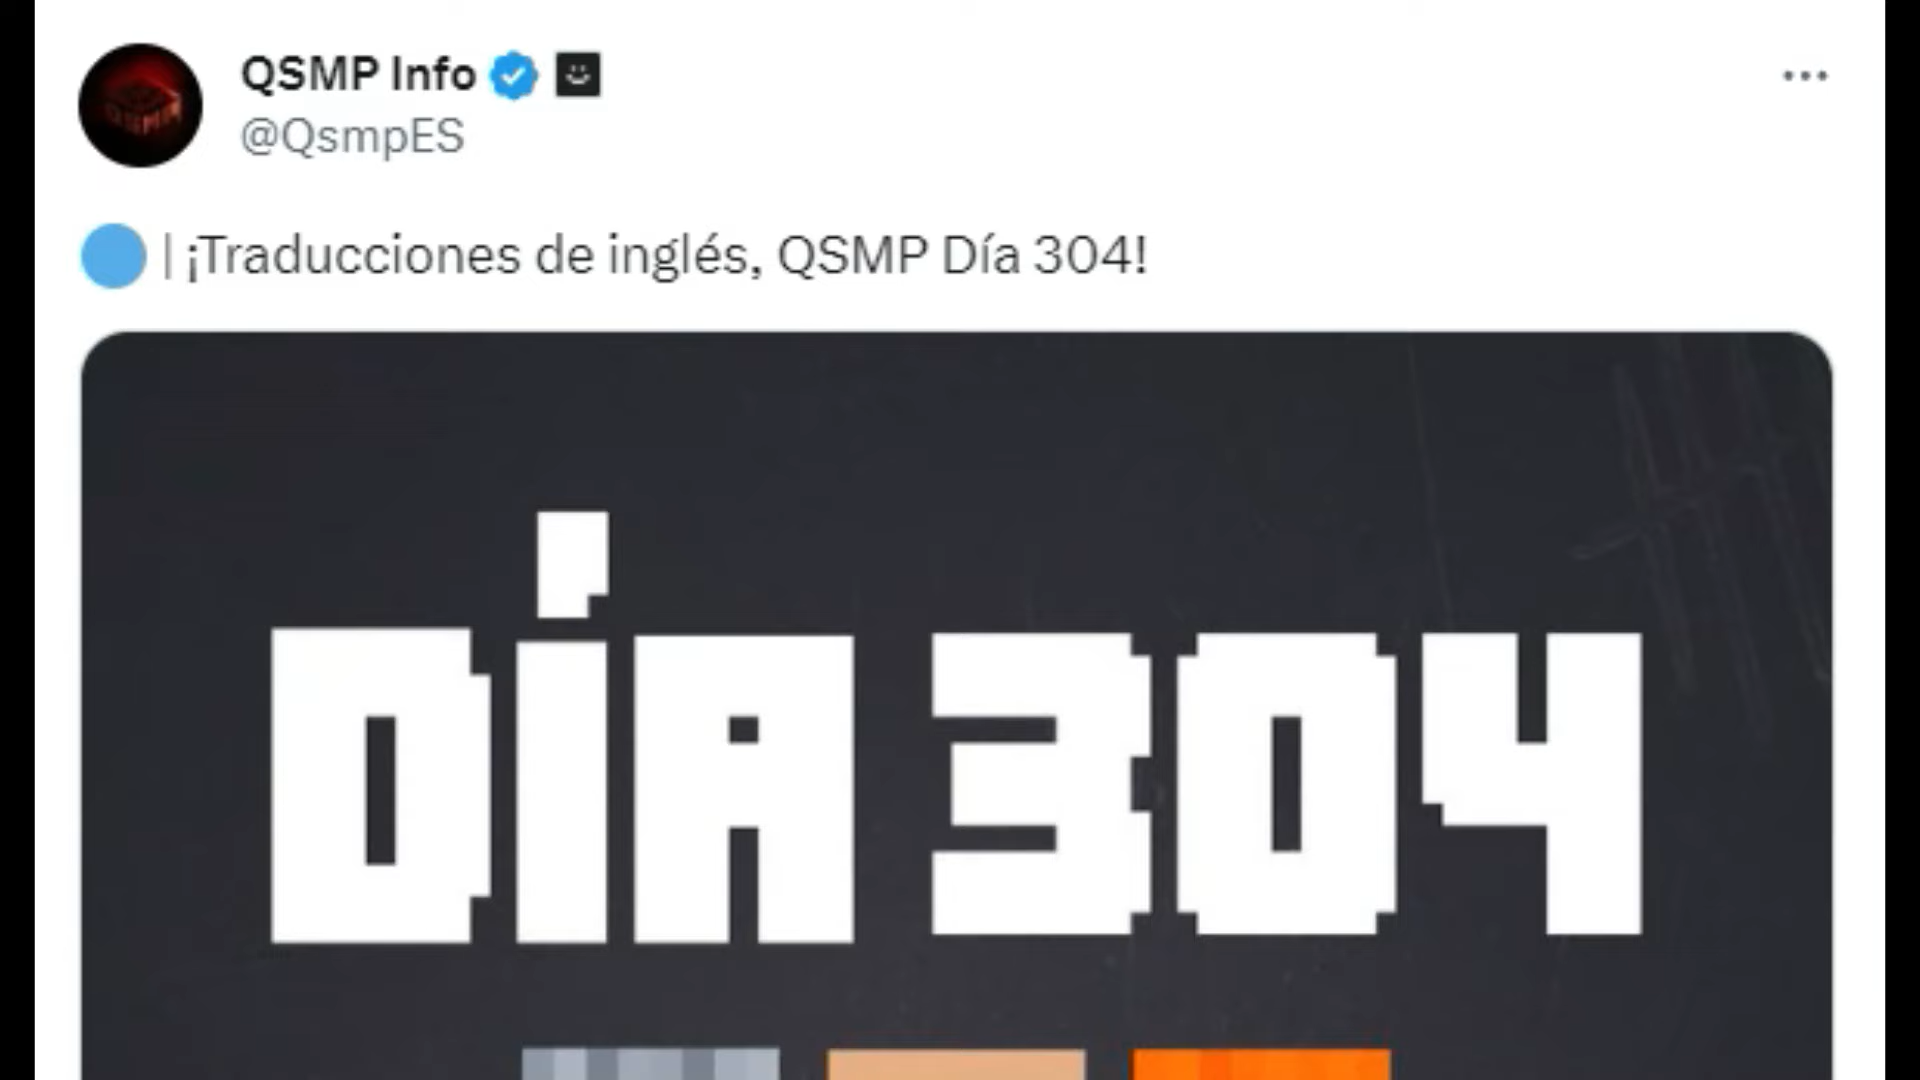 QSMP Info
@QsmpES
| ¡Traducciones de inglés, QSMP Día 304!
DÍA 304